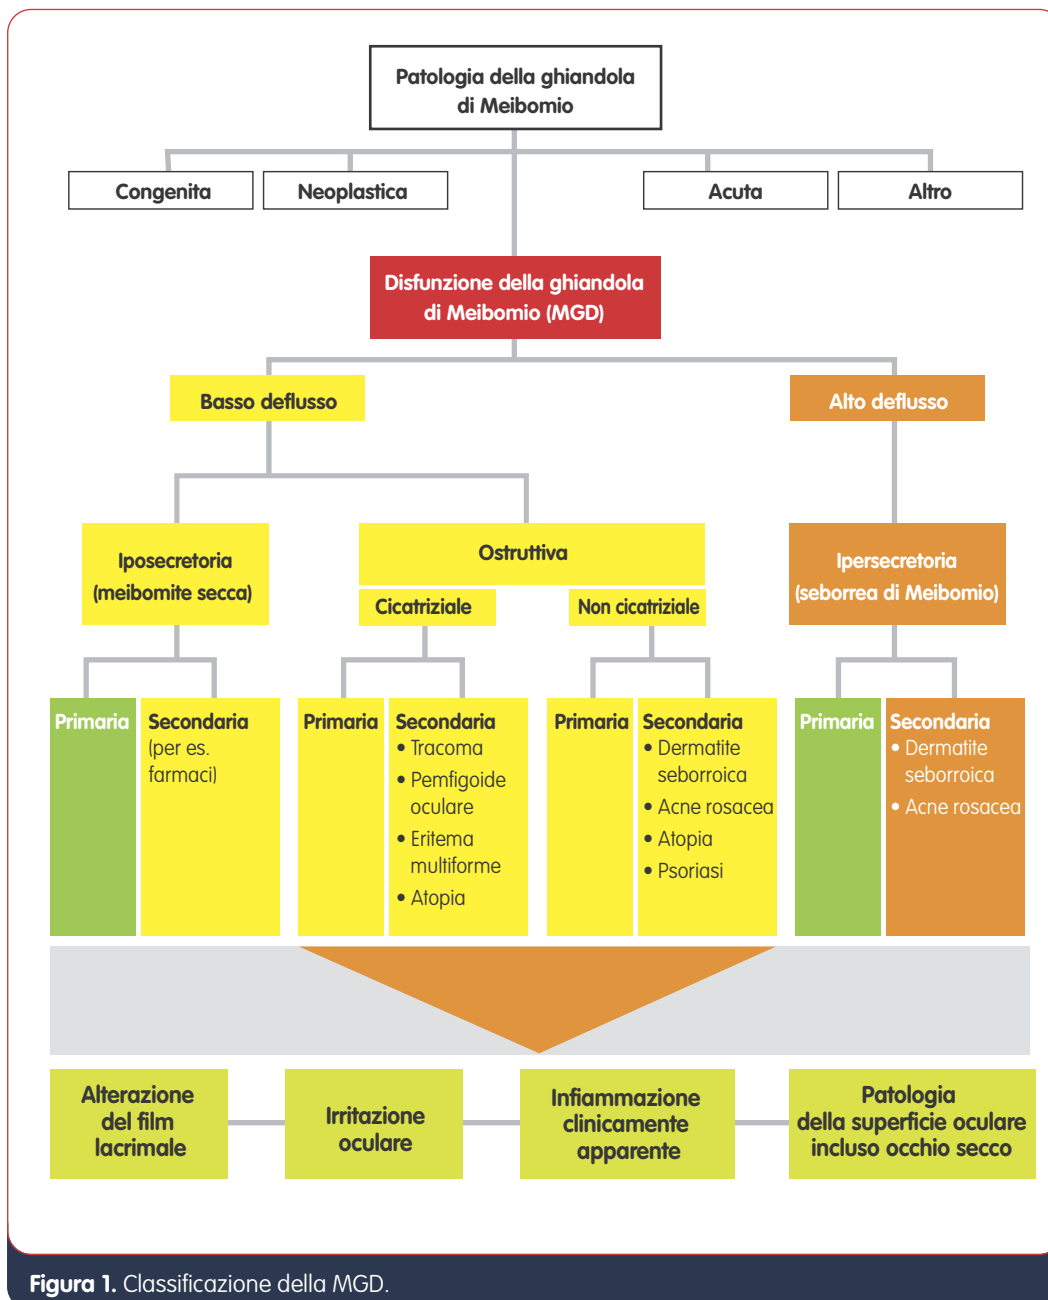 Patologia della ghiandola
di Meibomio
Congenita
Neoplastica
Acuta
Altro
Disfunzione della ghiandola
di Meibomio (MGD)
Basso deflusso
Alto deflusso
Iposecretoria
(meibomite secca)
Ostruttiva
Cicatriziale
Non cicatriziale
Ipersecretoria
(seborrea di Meibomio)
Primaria
Secondaria
(per es.
farmaci)
Primaria
Secondaria
• Tracoma
• Pemfigoide
oculare
• Eritema
multiforme
• Atopia
Primaria
Secondaria
• Dermatite
seborroica
• Acne rosacea
• Atopia
• Psoriasi
Primaria
Secondaria
• Dermatite
seborroica
• Acne rosacea
Alterazione
del film
lacrimale
Irritazione
oculare
Infiammazione
clinicamente
apparente
Patologia
della superficie oculare
incluso occhio secco
Figura 1. Classificazione della MGD.